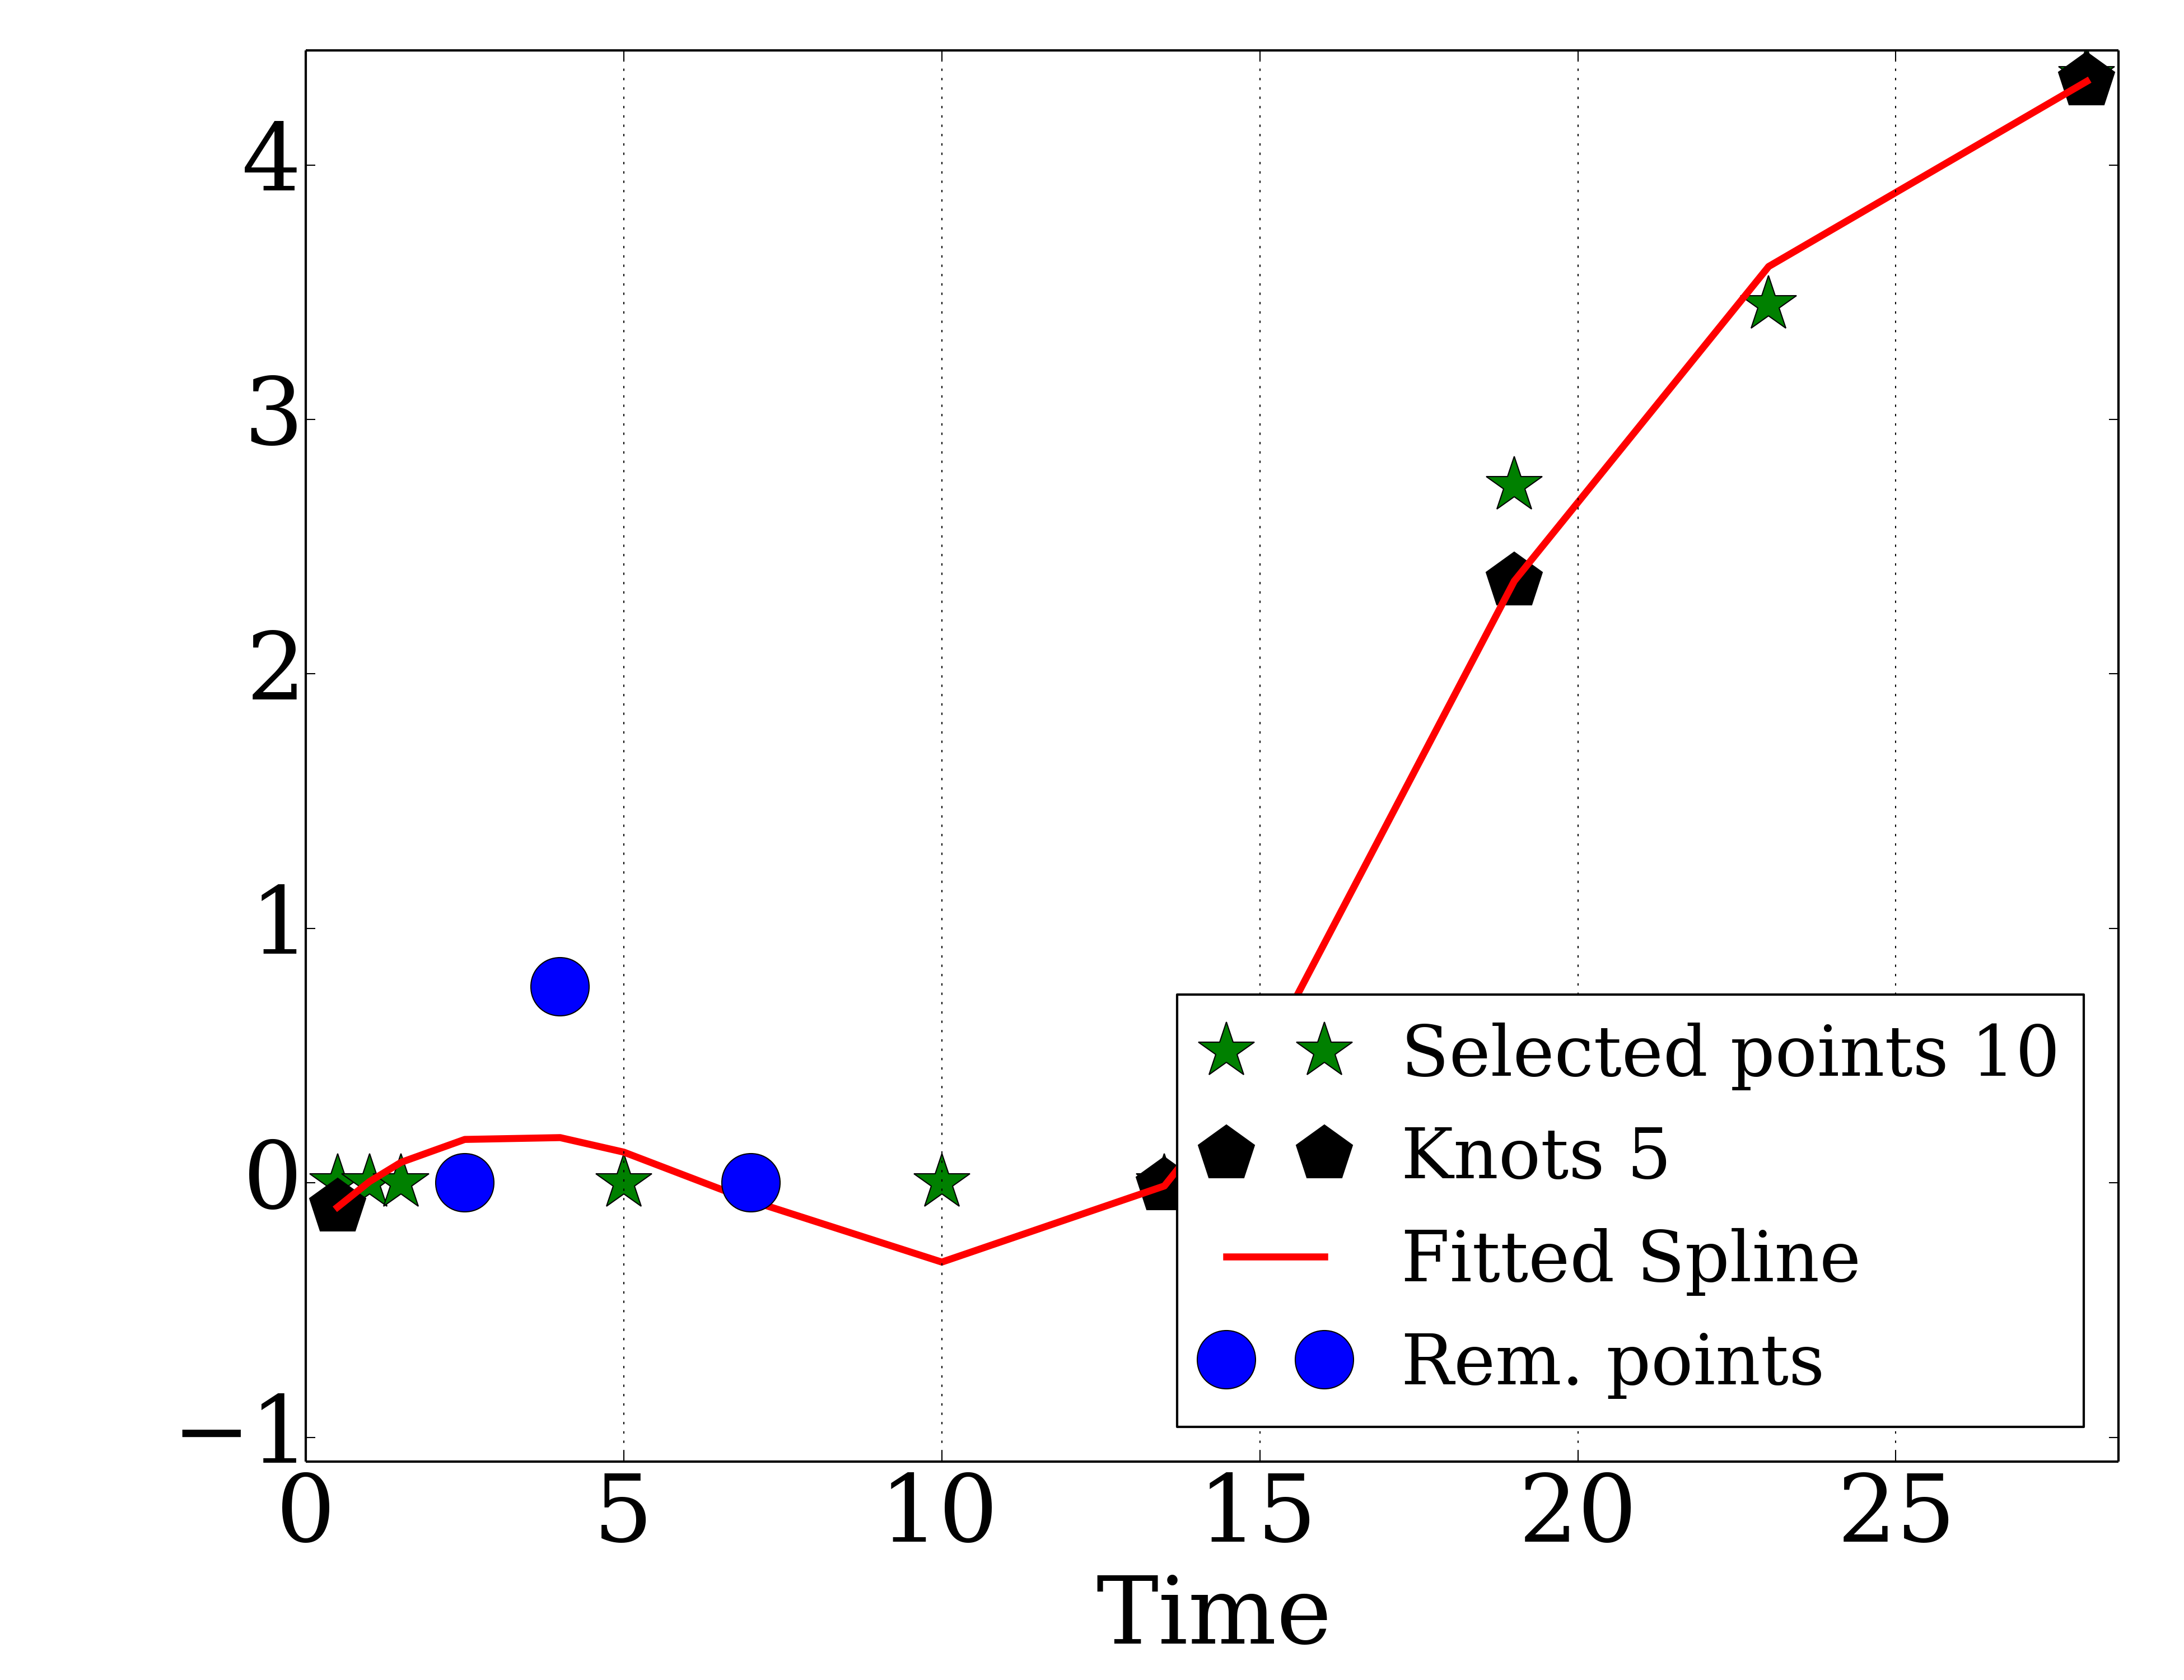 4
3
2
1
0
−1
Selected points 10
Knots 5
Fitted Spline
Rem. points
0 5 10 15 20 25
Time